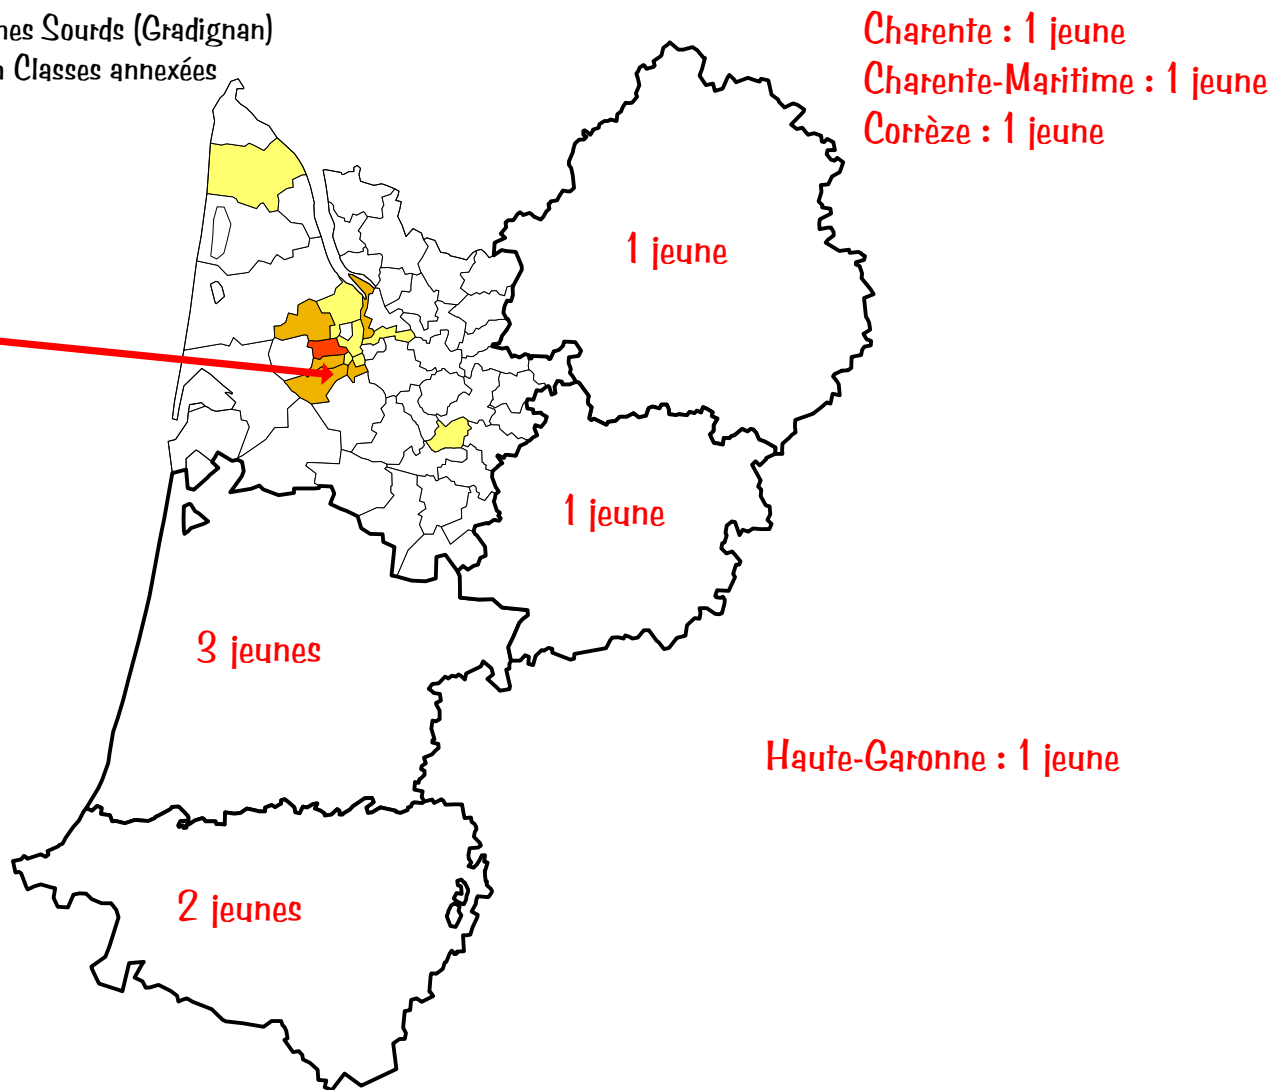 nes Sourds (Gradignan)
Classes annexées
Charente : 1 jeune
Charente-Maritime : 1 jeune
Corrèze : 1 jeune
1 jeune
1 jeune
3 jeunes
Haute-Garonne : 1 jeune
2 jeunes